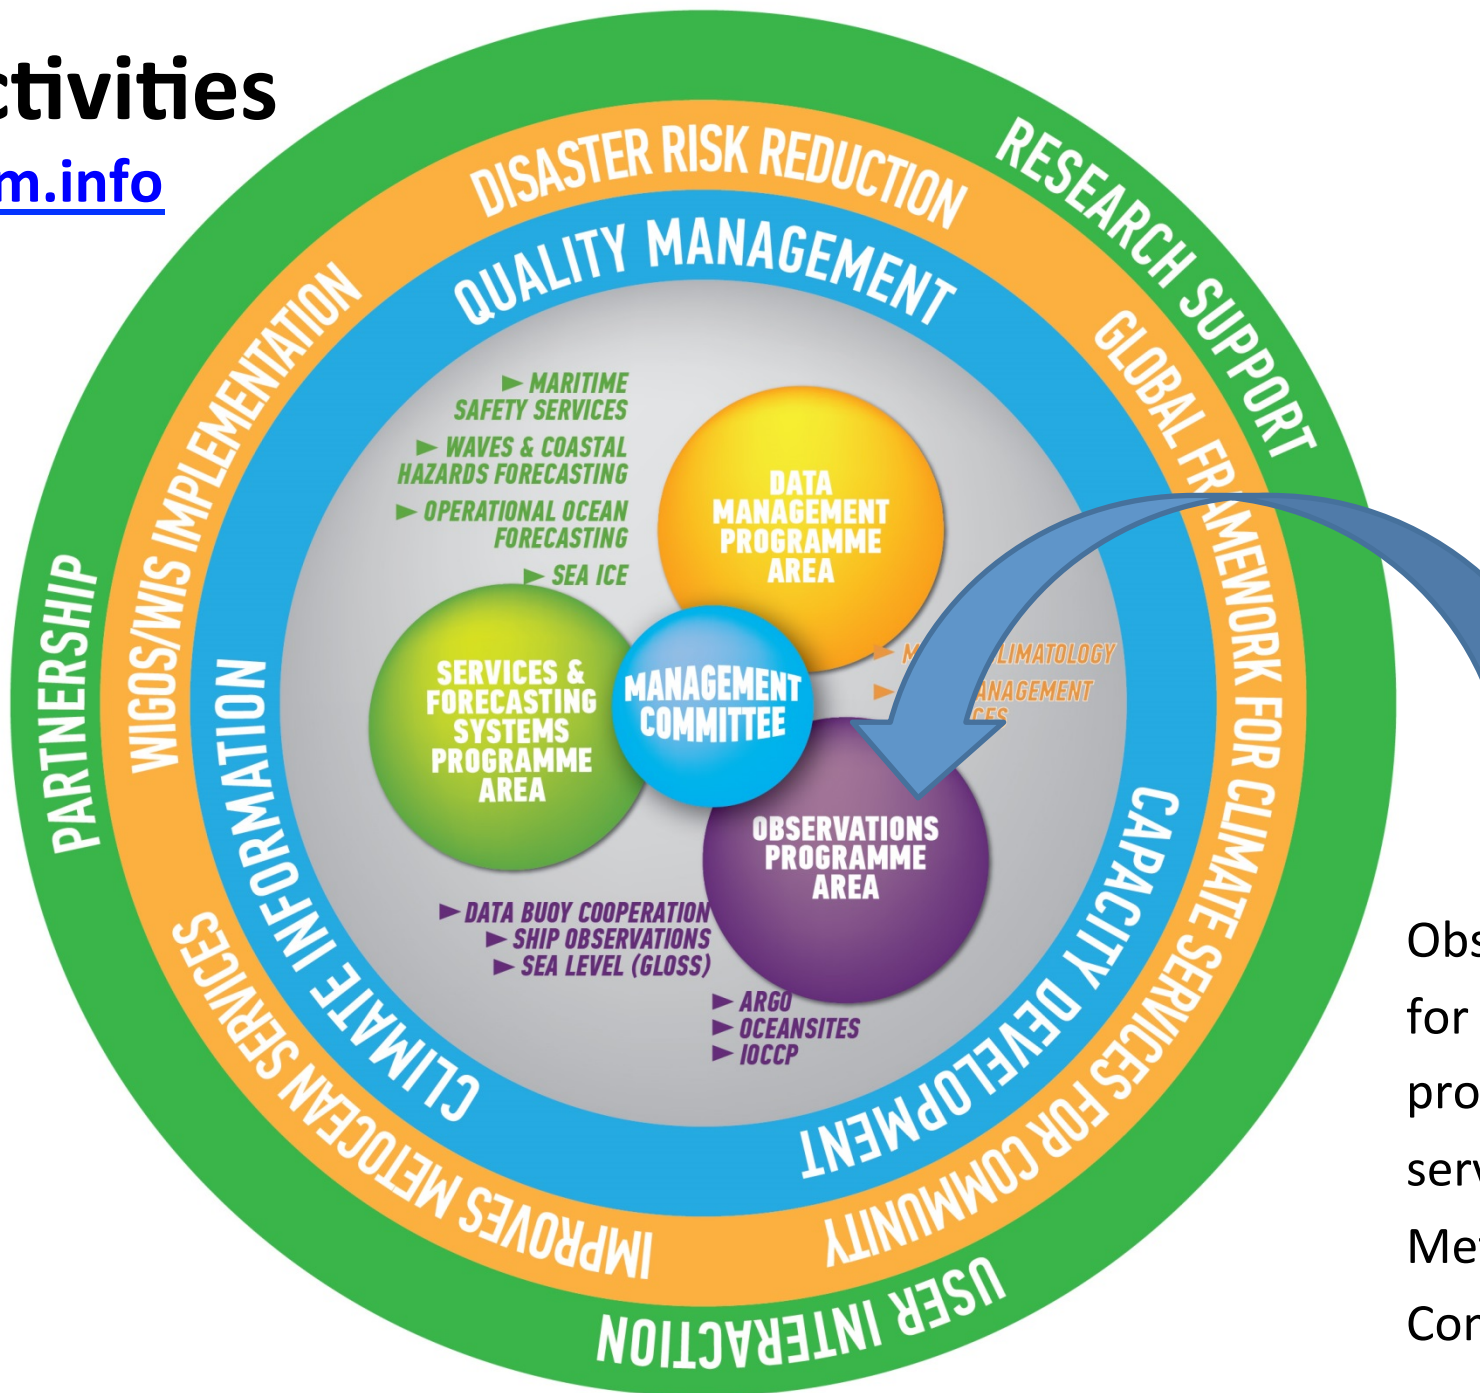 ctivities
m.info
RESEARCH SUPPORT
PARTNERSHIP
USER INTERACTION
DISASTER RISK REDUCTION
WIGOS/WIS IMPLEMENTATION
GLOBAL FRAMEWORK FOR CLIMATE SERVICES FOR COMMUNITY
IMPROVES METOCEAN SERVICES
QUALITY MANAGEMENT
CLIMATE INFORMATION
CAPACITY DEVELOPMENT
► MARITIME
SAFETY SERVICES
► WAVES & COASTAL
HAZARDS FORECASTING
► OPERATIONAL OCEAN
FORECASTING
► SEA ICE
DATA
MANAGEMENT
PROGRAMME
AREA
► M LIMATOLOGY
► ANAGEMENT
CES
SERVICES &
FORECASTING
SYSTEMS
PROGRAMME
AREA
MANAGEMENT
COMMITTEE
OBSERVATIONS
PROGRAMME
AREA
► DATA BUOY COOPERATION
► SHIP OBSERVATIONS
► SEA LEVEL (GLOSS)
► ARGO
► OCEANSITES
► IOCCP
Obs
for
pro
serv
Met
Con